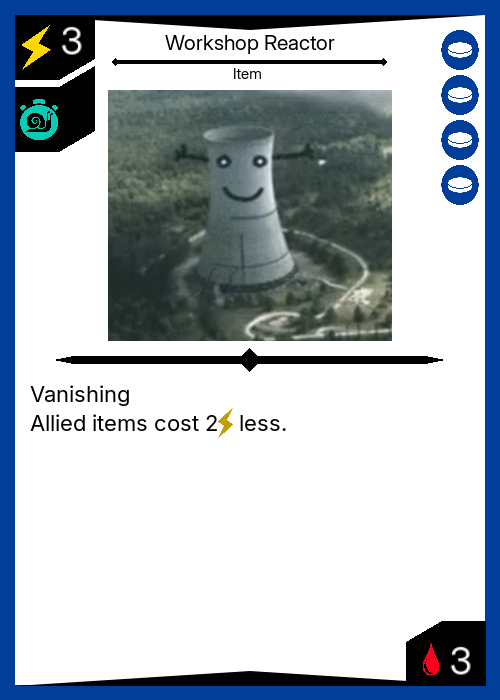 3
Workshop Reactor
Item
Vanishing
Allied items cost 2 less.
3